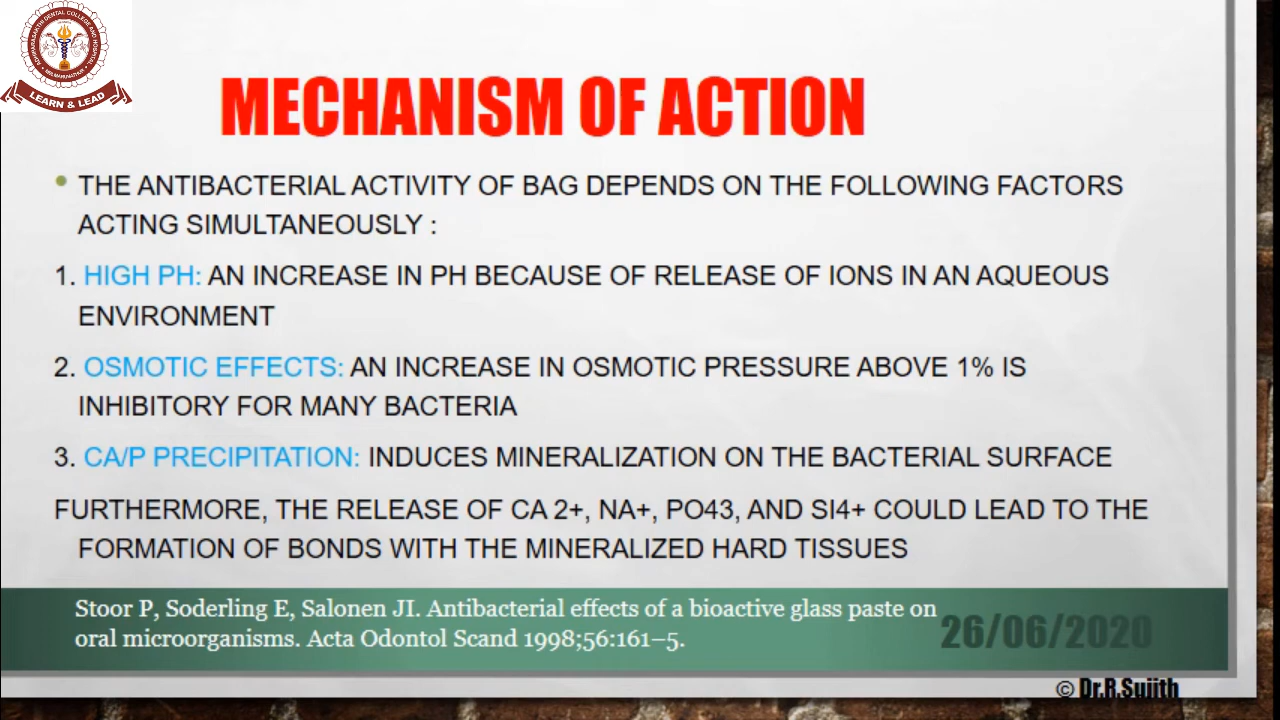 LEARN & LEAD
MECHANISM OF ACTION
• THE ANTIBACTERIAL ACTIVITY OF BAG DEPENDS ON THE FOLLOWING FACTORS
ACTING SIMULTANEOUSLY :
1. HIGH PH: AN INCREASE IN PH BECAUSE OF RELEASE OF IONS IN AN AQUEOUS
ENVIRONMENT
2. OSMOTIC EFFECTS: AN INCREASE IN OSMOTIC PRESSURE ABOVE 1% IS
INHIBITORY FOR MANY BACTERIA
3. CA/P PRECIPITATION: INDUCES MINERALIZATION ON THE BACTERIAL SURFACE
FURTHERMORE, THE RELEASE OF CA 2+, NA+, PO43, AND SI4+ COULD LEAD TO THE
FORMATION OF BONDS WITH THE MINERALIZED HARD TISSUES
Stoor P, Soderling E, Salonen JI. Antibacterial effects of a bioactive glass paste on
oral microorganisms. Acta Odontol Scand 1998;56:161–5.
26/06/2020
© Dr.R.Sujith